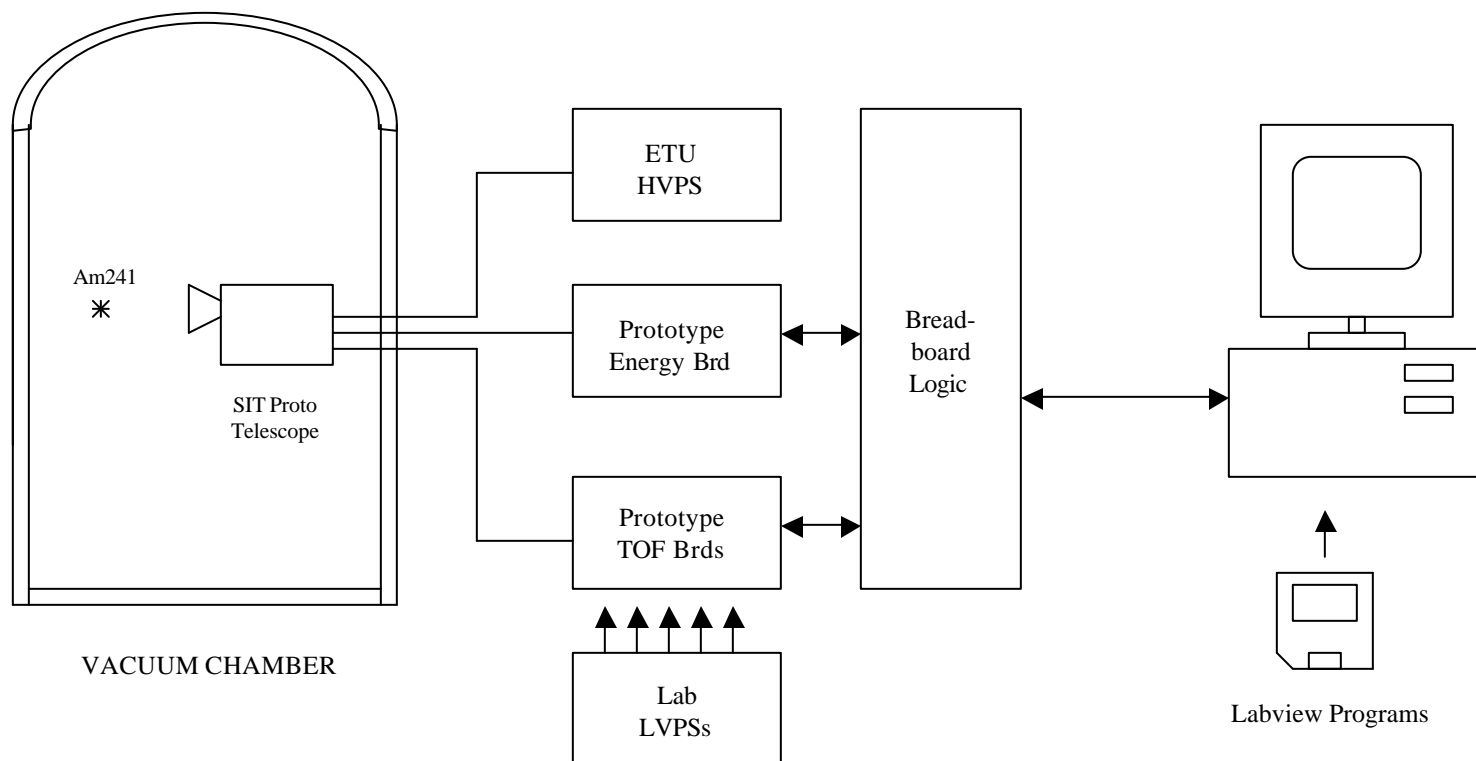 ETU
HVPS
Am241
Prototype
Energy Brd
Bread-
board
Logic
SIT Proto
Telescope
Prototype
TOF Brds
VACUUM CHAMBER
Lab
LVPSs
Labview Programs